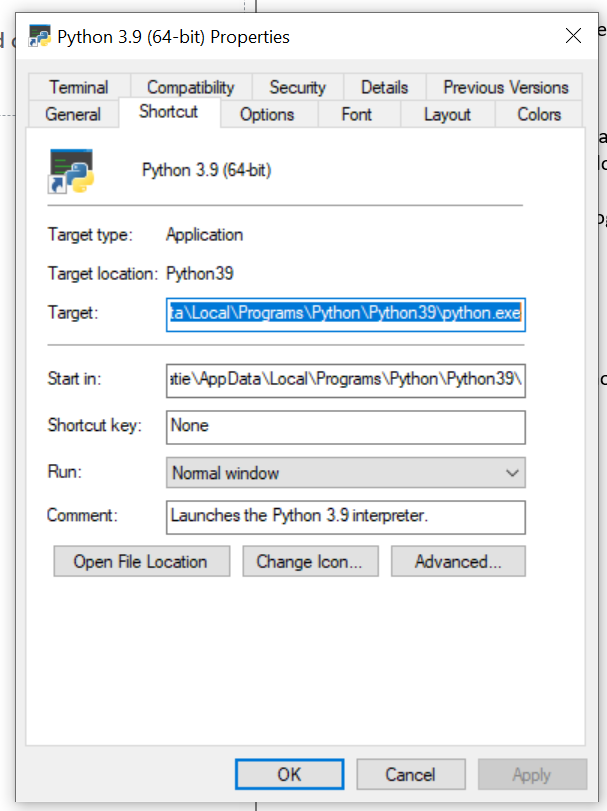 Python 3.9 (64-bit) Properties
Terminal Compatibility Security Details Previous Versions
General Shortcut Options Font Layout Colors
Python 3.9 (64-bit)
Target type: Application
Target location: Python39
Target: ta\Local\Programs\Python\Python39\python.exe
Start in: atie\AppData\Local\Programs\Python\Python39\
Shortcut key: None
Run: Normal window
Comment: Launches the Python 3.9 interpreter.
Open File Location Change Icon... Advanced...
OK Cancel Apply